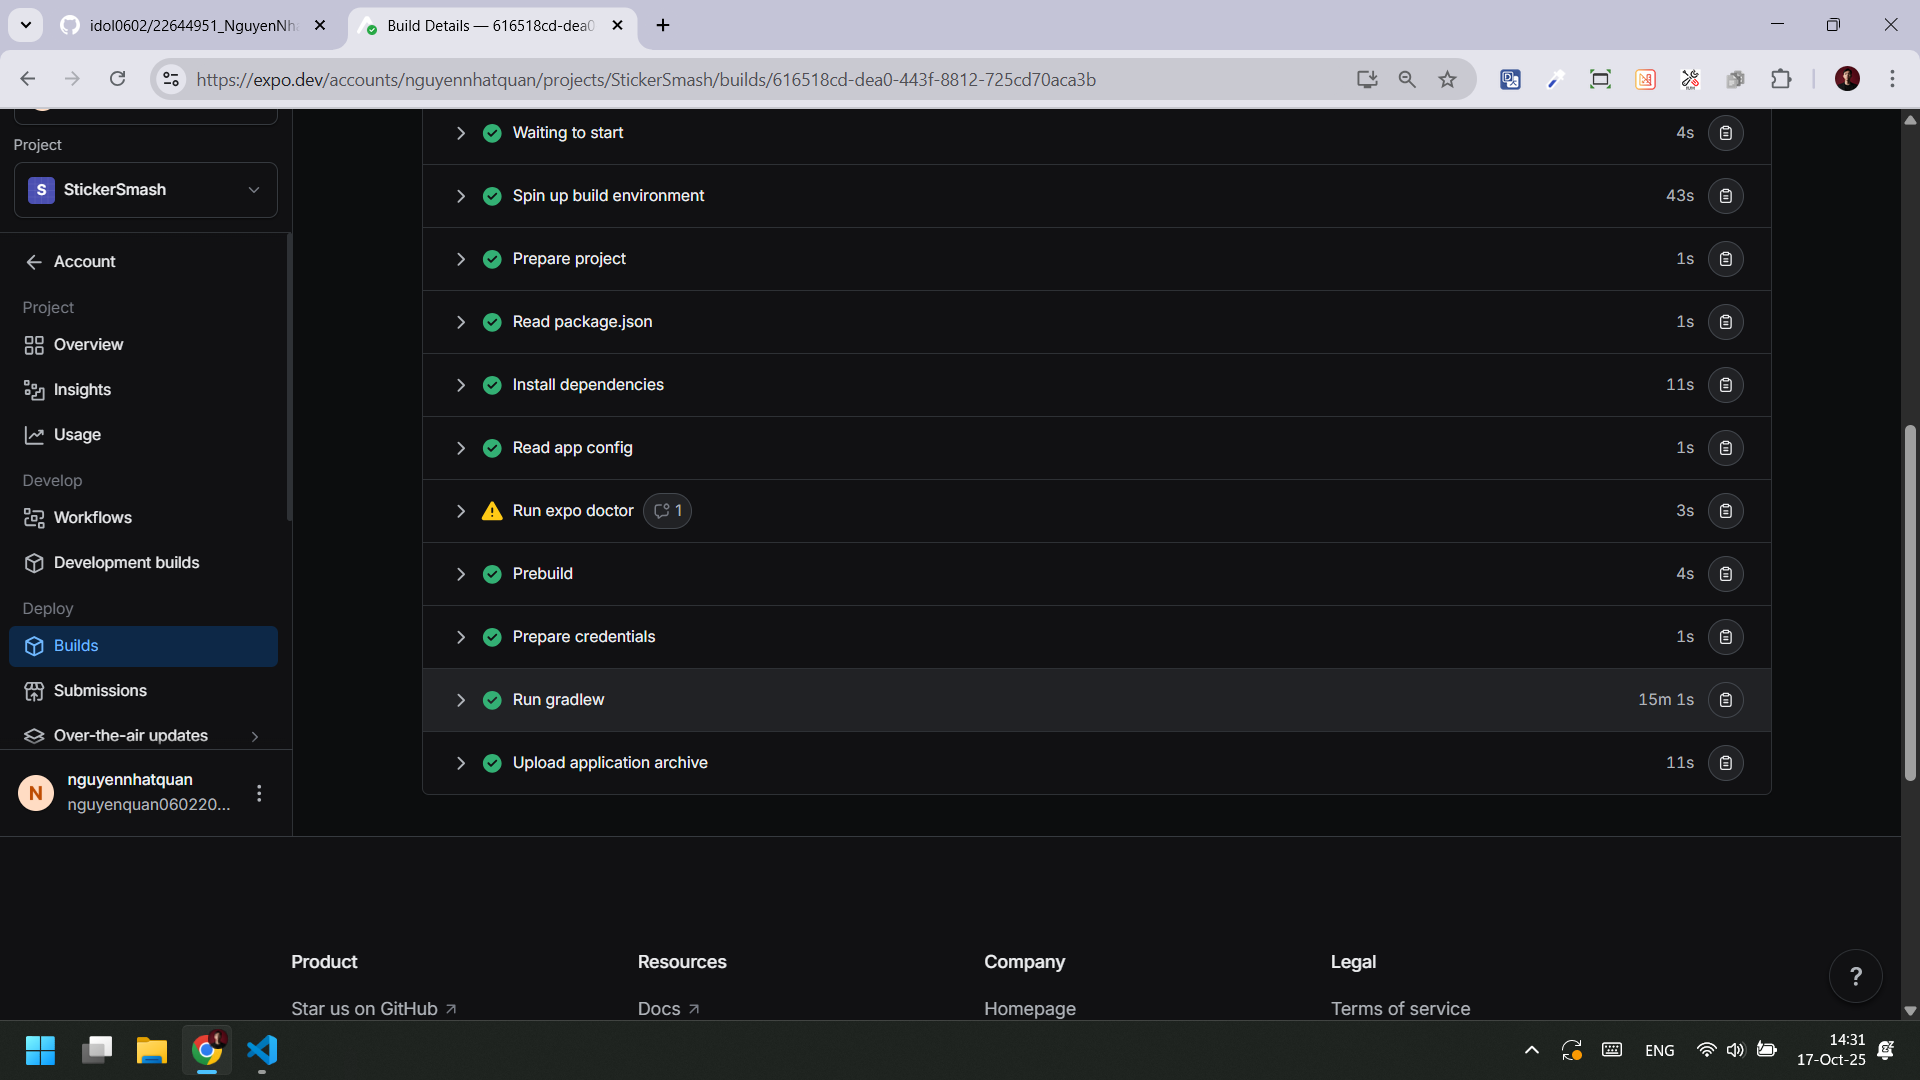 idol0602/22644951_NguyenNha
Build Details — 616518cd-dea0
https://expo.dev/accounts/nguyennhatquan/projects/StickerSmash/builds/616518cd-dea0-443f-8812-725cd70aca3b
Project
S StickerSmash
Account
Project
Overview
Insights
Usage
Develop
Workflows
Development builds
Deploy
Builds
Submissions
Over-the-air updates
N
nguyennhatquan
nguyenquan060220...
Waiting to start 4s
Spin up build environment 43s
Prepare project 1s
Read package.json 1s
Install dependencies 11s
Read app config 1s
Run expo doctor 1 3s
Prebuild 4s
Prepare credentials 1s
Run gradlew 15m 1s
Upload application archive 11s
Product Resources Company Legal
Star us on GitHub Docs Homepage Terms of service
?
ENG
14:31
17-Oct-25